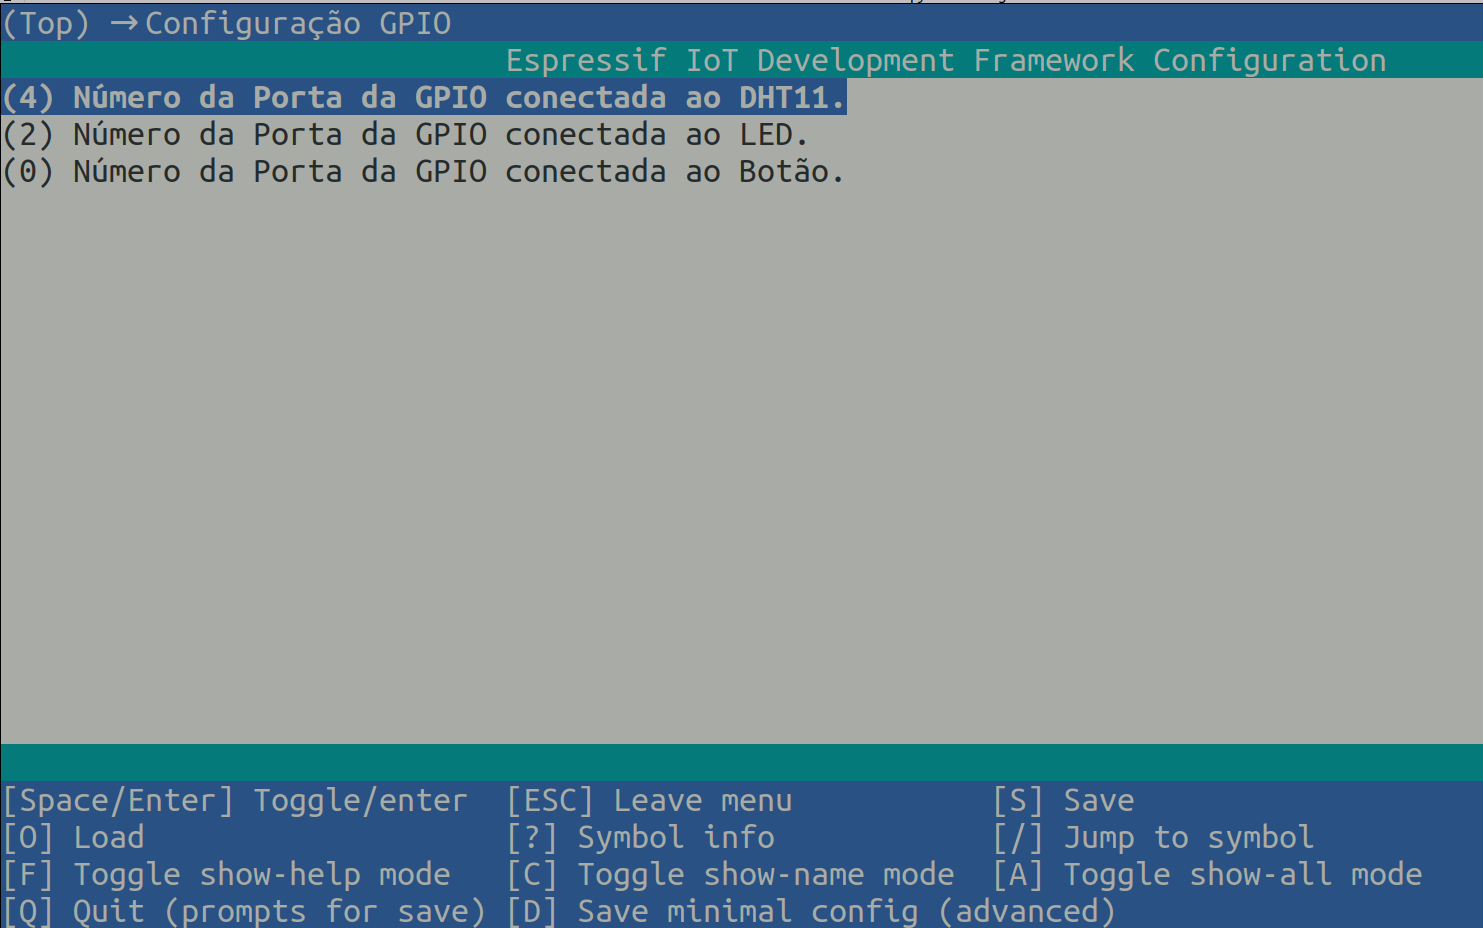 (Top) →Configuração GPIO
Espressif IoT Development Framework Configuration
(4) Número da Porta da GPIO conectada ao DHT11.
(2) Número da Porta da GPIO conectada ao LED.
(0) Número da Porta da GPIO conectada ao Botão.
[Space/Enter] Toggle/enter [ESC] Leave menu [S] Save
[O] Load [?] Symbol info [/] Jump to symbol
[F] Toggle show-help mode [C] Toggle show-name mode [A] Toggle show-all mode
[Q] Quit (prompts for save) [D] Save minimal config (advanced)